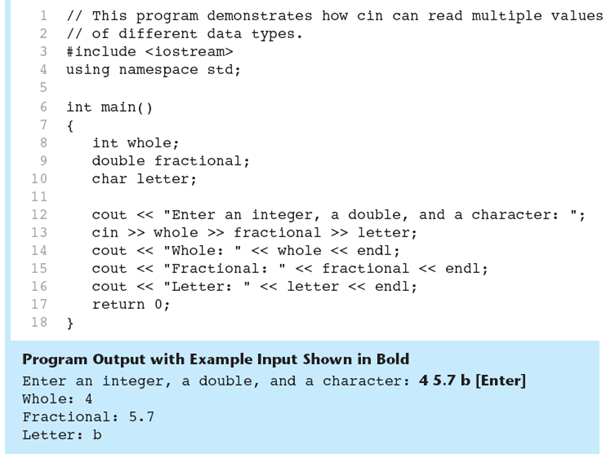 1 // This program demonstrates how cin can read multiple values
2 // of different data types.
3 #include <iostream>
4 using namespace std;
5
6 int main()
7 {
8 int whole;
9 double fractional;
10 char letter;
11
12 cout << "Enter an integer, a double, and a character: ";
13 cin >> whole >> fractional >> letter;
14 cout << "Whole: " << whole << endl;
15 cout << "Fractional: " << fractional << endl;
16 cout << "Letter: " << letter << endl;
17 return 0;
18 }
Program Output with Example Input Shown in Bold
Enter an integer, a double, and a character: 4 5.7 b [Enter]
Whole: 4
Fractional: 5.7
Letter: b